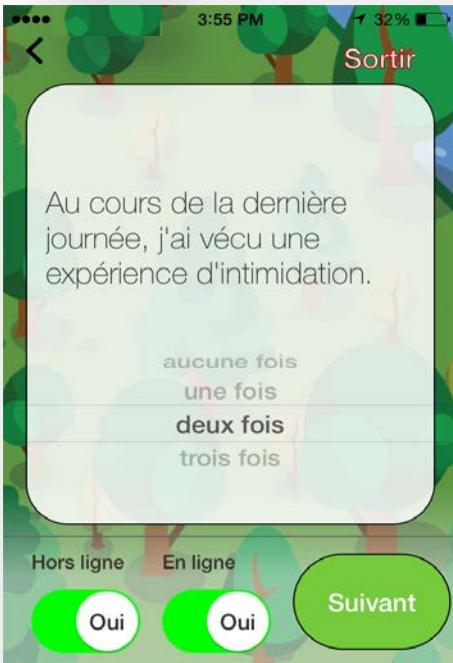 3:55 PM
32%
Sortir
Au cours de la dernière
journée, j'ai vécu une
expérience d'intimidation.
aucune fois
une fois
deux fois
trois fois
Hors ligne
En ligne
Oui
Oui
Suivant